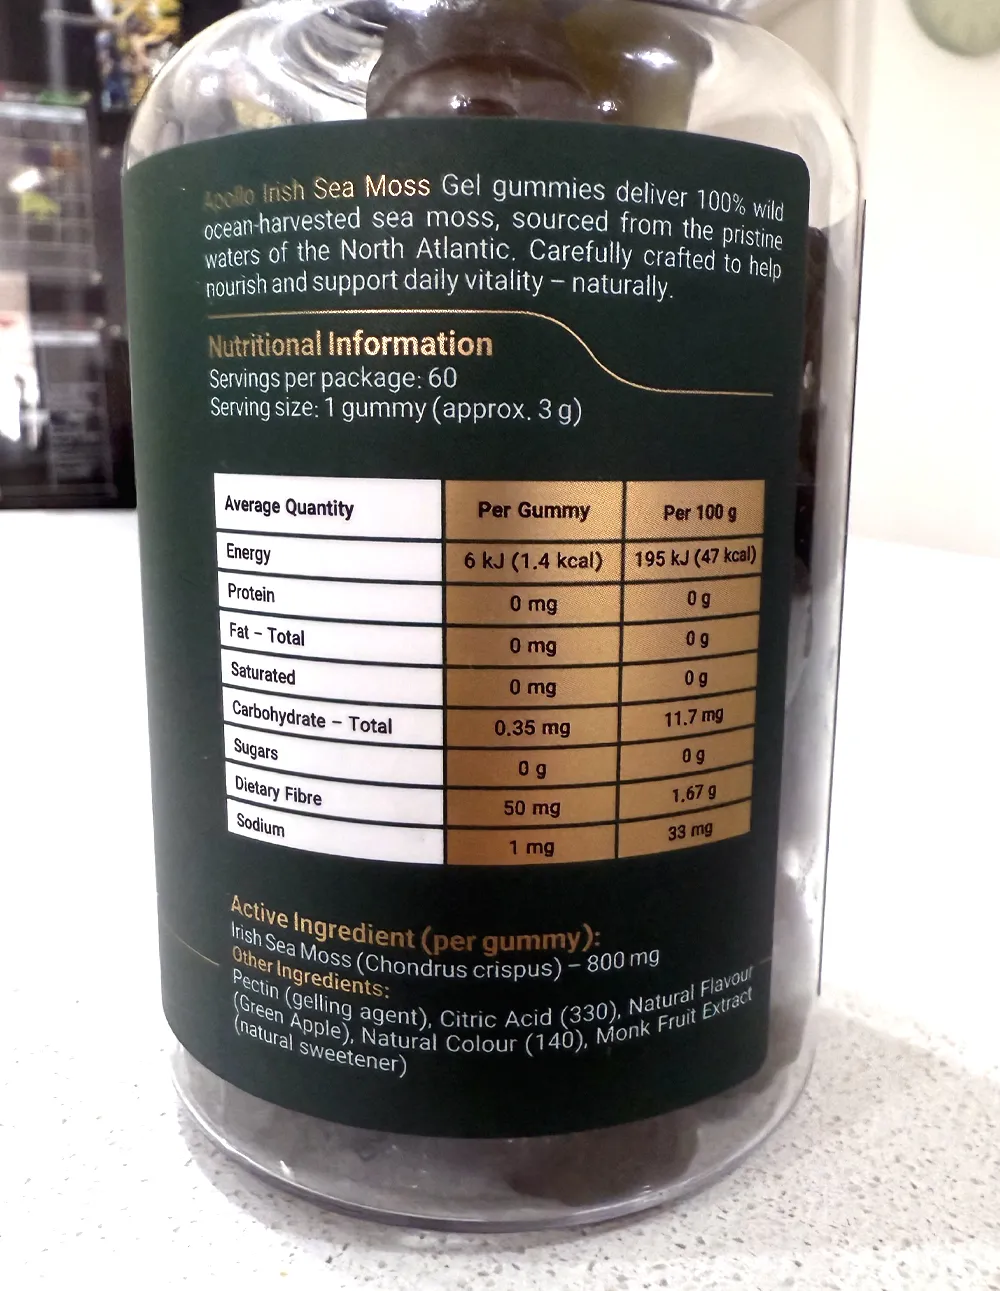 Apollo Irish Sea Moss Gel gummies deliver 100% wild
ocean-harvested sea moss, sourced from the pristine
waters of the North Atlantic. Carefully crafted to help
nourish and support daily vitality – naturally.
Nutritional Information
Servings per package: 60
Serving size: 1 gummy (approx. 3 g)
Average Quantity Per Gummy Per 100 g
Energy 6 kJ (1.4 kcal) 195 kJ (47 kcal)
Protein 0 mg 0 g
Fat – Total 0 mg 0 g
Saturated 0 mg 0 g
Carbohydrate – Total 0.35 mg 11.7 mg
Sugars 0 g 0 g
Dietary Fibre 50 mg 1.67 g
Sodium 1 mg 33 mg
Active Ingredient (per gummy):
Irish Sea Moss (Chondrus crispus) – 800 mg
Other Ingredients:
Pectin (gelling agent), Citric Acid (330), Natural Flavour
(Green Apple), Natural Colour (140), Monk Fruit Extract
(natural sweetener)